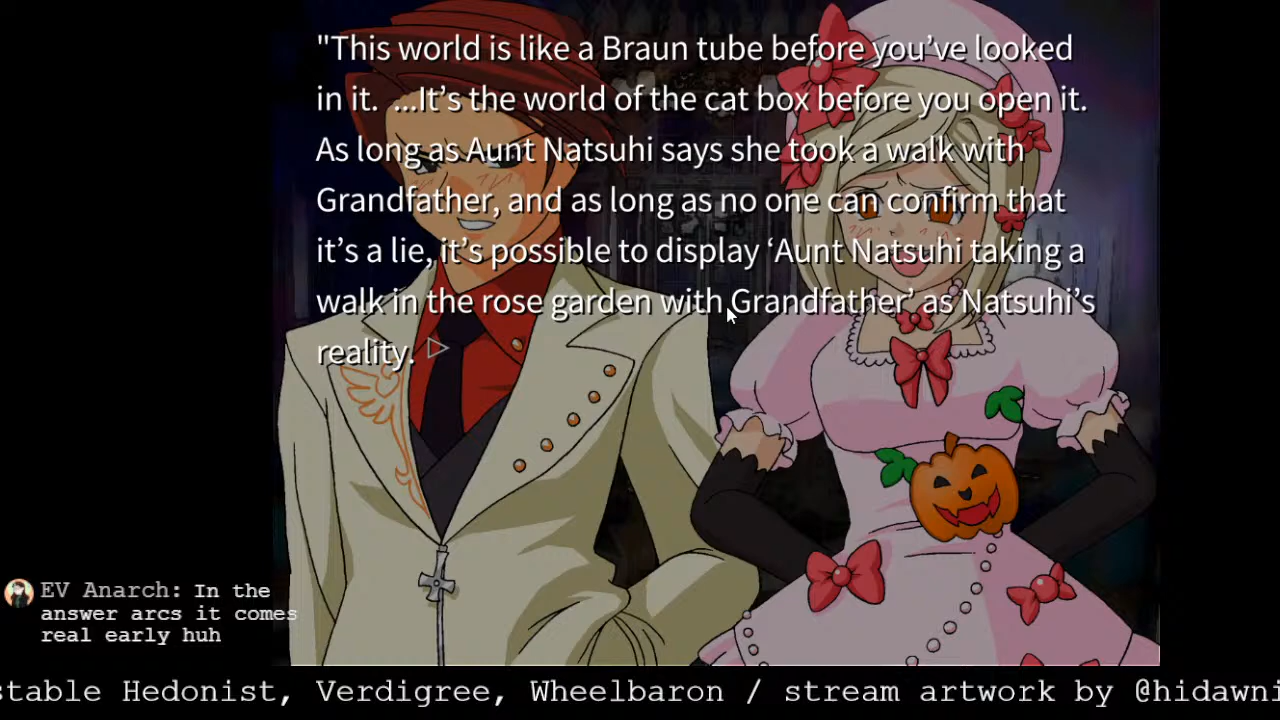 "This world is like a Braun tube before you’ve looked
in it.  ...It’s the world of the cat box before you open it.
As long as Aunt Natsuhi says she took a walk with
Grandfather, and as long as no one can confirm that
it’s a lie, it’s possible to display ‘Aunt Natsuhi taking a
walk in the rose garden with Grandfather’ as Natsuhi’s
reality.
EV Anarch: In the
answer arcs it comes
real early huh
stable Hedonist, Verdigree, Wheelbaron / stream artwork by @hidawni